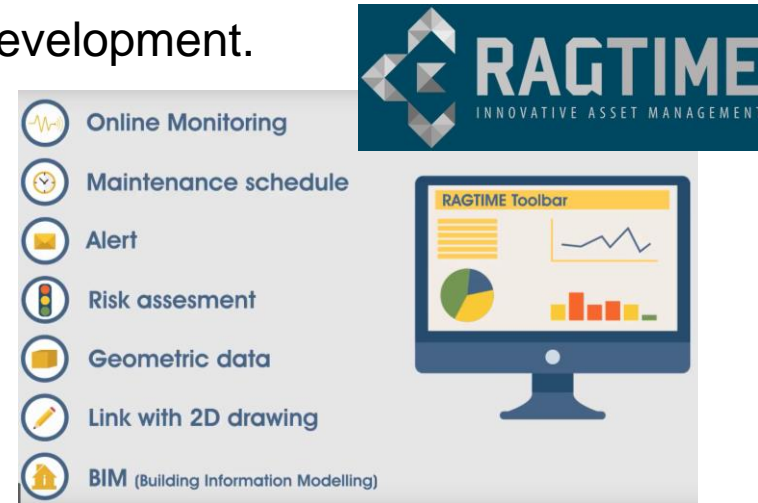 evelopment.
RAGTIME
INNOVATIVE ASSET MANAGEMENT
Online Monitoring
Maintenance schedule
Alert
Risk assesment
Geometric data
Link with 2D drawing
BIM (Building Information Modelling)
RAGTIME Toolbar